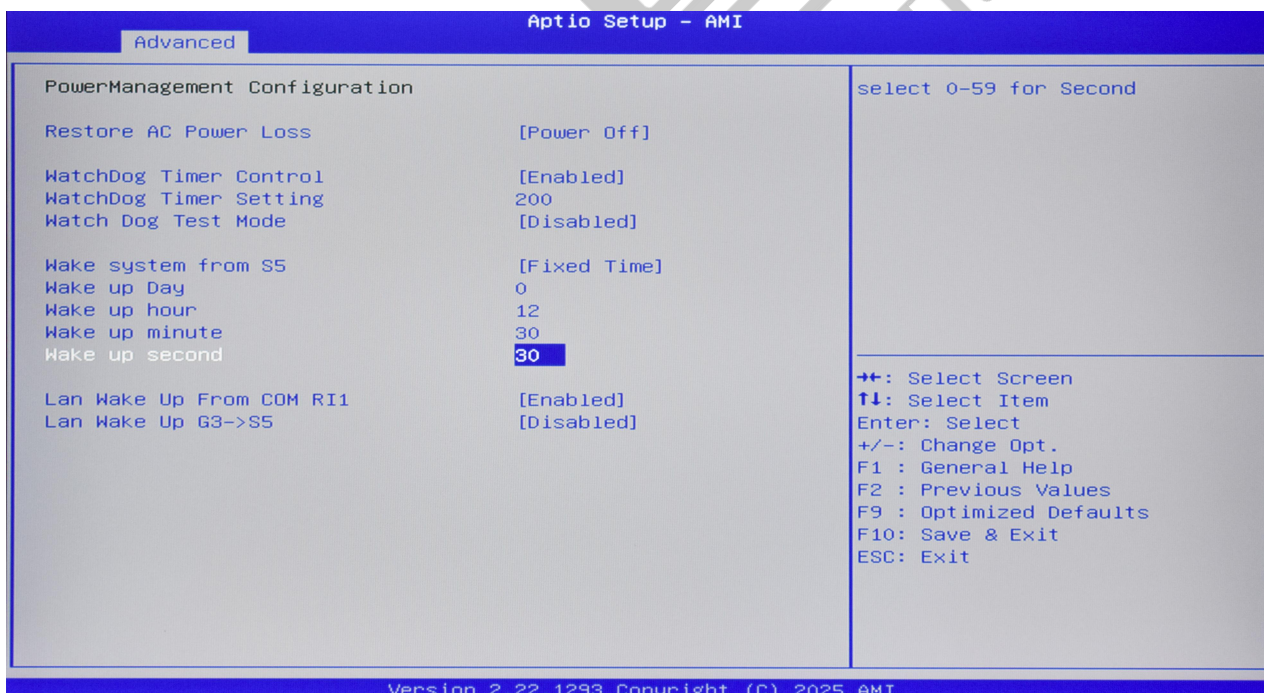 Aptio Setup – AMI
Advanced
PowerManagement Configuration
Restore AC Power Loss [Power Off]
WatchDog Timer Control [Enabled]
WatchDog Timer Setting 200
Watch Dog Test Mode [Disabled]
Wake system from S5 [Fixed Time]
Wake up Day 0
Wake up hour 12
Wake up minute 30
Wake up second 30
Lan Wake Up From COM RI1 [Enabled]
Lan Wake Up G3->S5 [Disabled]
select 0-59 for Second
→←: Select Screen
↑↓: Select Item
Enter: Select
+/-: Change Opt.
F1 : General Help
F2 : Previous Values
F9 : Optimized Defaults
F10: Save & Exit
ESC: Exit
Version 2.22.1293 Copyright (C) 2025 AMI